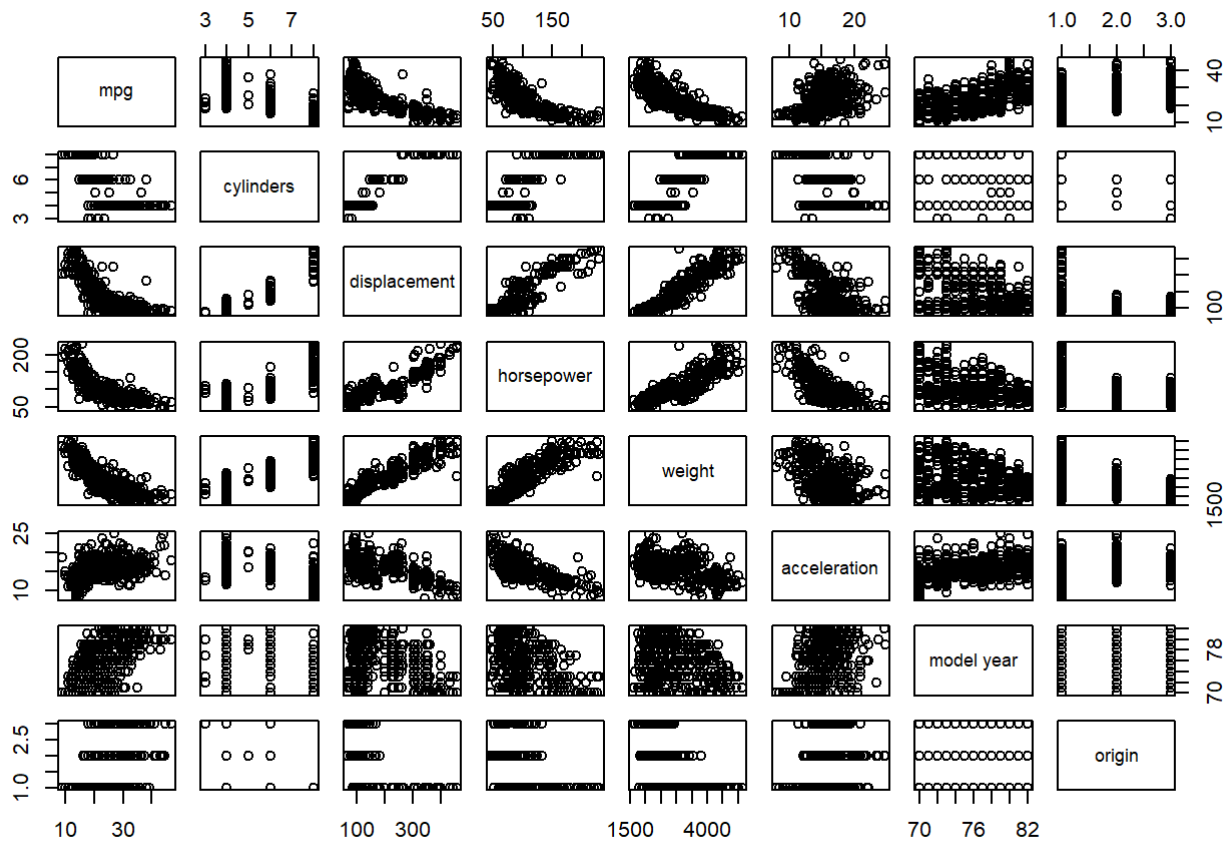 3 5 7 50 150 10 20 1.0 2.0 3.0
mpg
10 40
cylinders
3 6
displacement
100
horsepower
50 200
weight
1500
acceleration
10 25
model year
70 78
origin
1.0 2.5
10 30 100 300 1500 4000 70 76 82